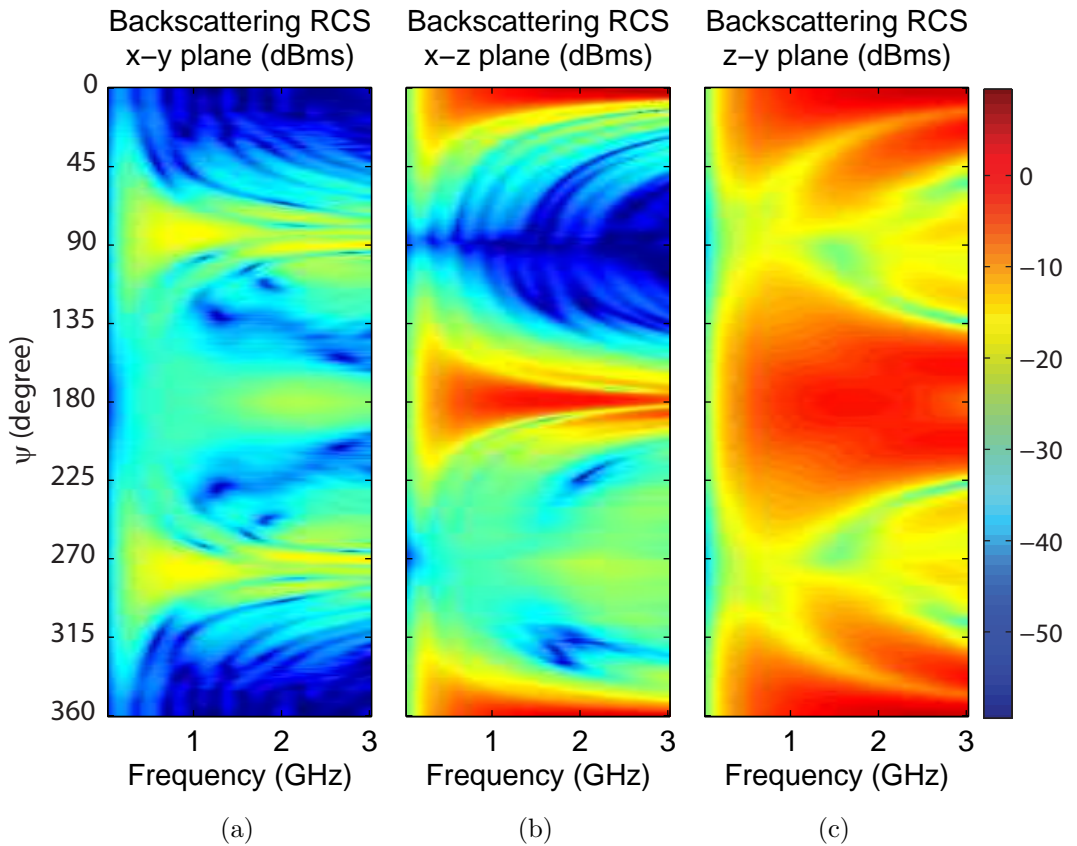 Backscattering RCS
x−y plane (dBms)
Backscattering RCS
x−z plane (dBms)
Backscattering RCS
z−y plane (dBms)
ψ (degree)
0
45
90
135
180
225
270
315
360
1 2 3
Frequency (GHz)
1 2 3
Frequency (GHz)
1 2 3
Frequency (GHz)
0
−10
−20
−30
−40
−50
(a)
(b)
(c)